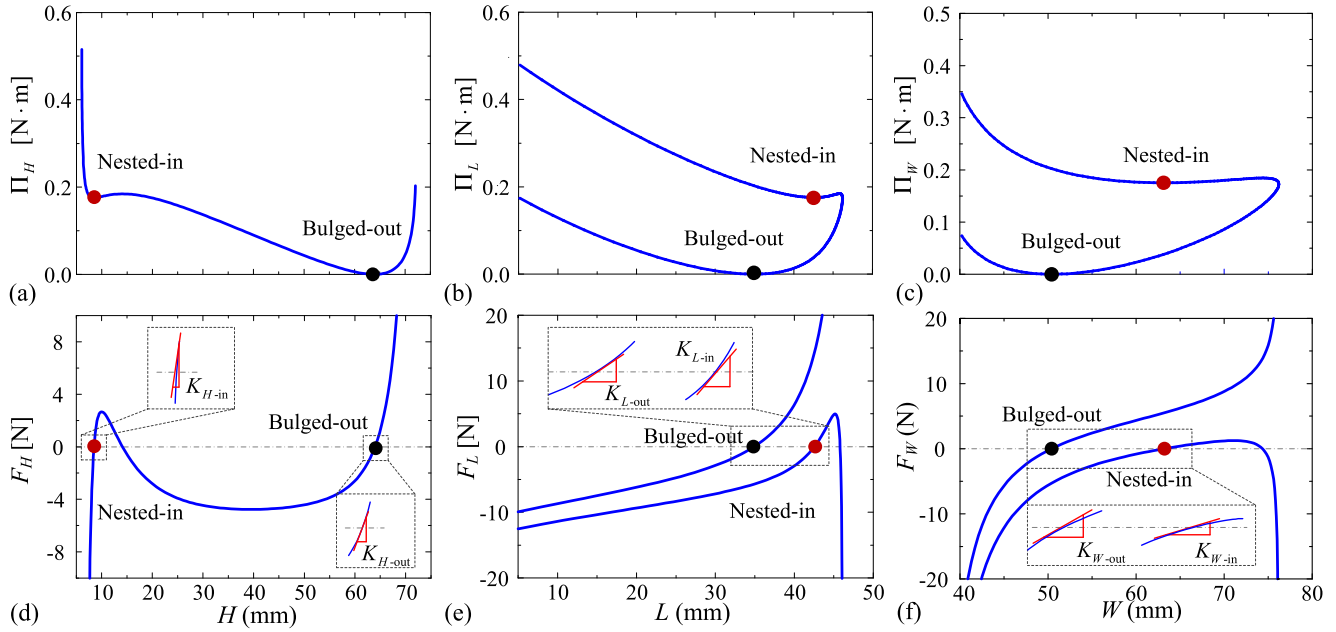 0.6
0.4
0.2
0.0
Π_H [N·m]
Nested-in
Bulged-out
(a)
0.6
0.4
0.2
0.0
Π_L [N·m]
Nested-in
Bulged-out
(b)
0.5
0.4
0.3
0.2
0.1
0.0
Π_W [N·m]
Nested-in
Bulged-out
(c)
8
4
0
-4
-8
F_H [N]
K_H-in
Bulged-out
Nested-in
K_H-out
10 20 30 40 50 60 70
(d) H (mm)
20
10
0
-10
-20
F_L [N]
K_L-in
K_L-out
Bulged-out
Nested-in
0 10 20 30 40 50
(e) L (mm)
20
10
0
-10
-20
F_W (N)
Bulged-out
Nested-in
K_W-out K_W-in
40 50 60 70 80
(f) W (mm)